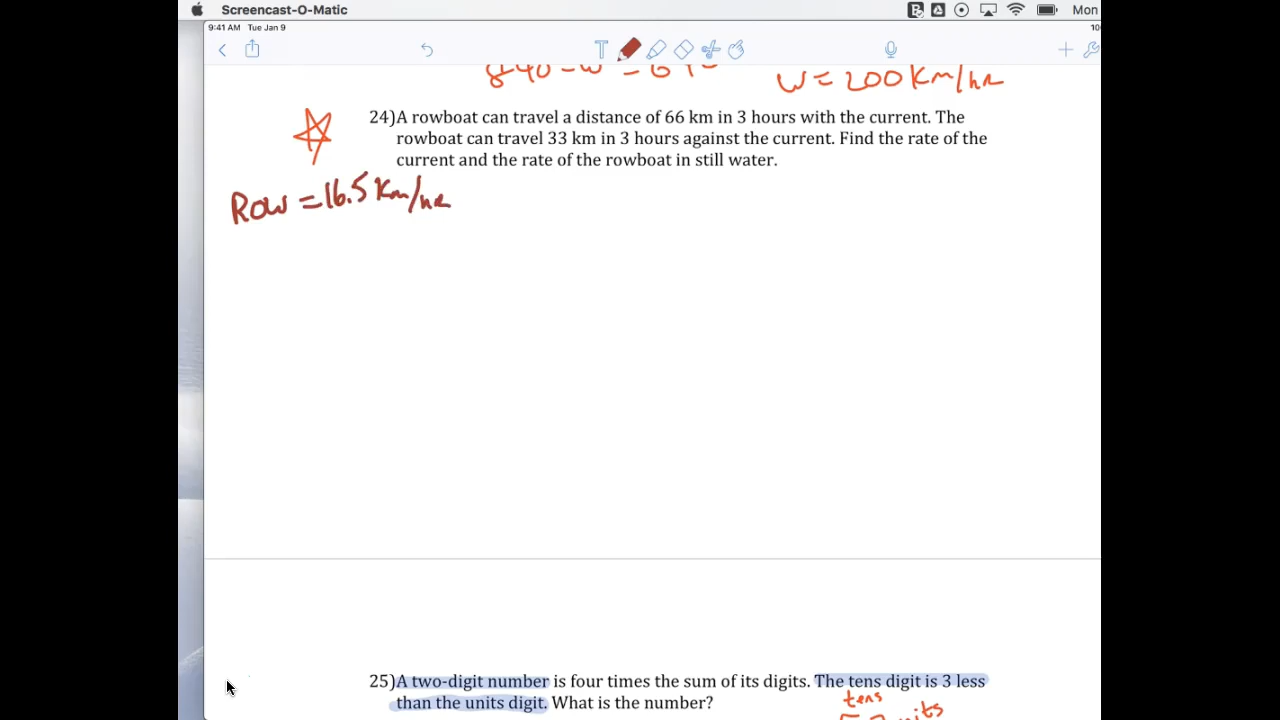 Screencast-O-Matic
Mon
9:41 AM Tue Jan 9
10
T
W = 200 Km/hr
24)A rowboat can travel a distance of 66 km in 3 hours with the current. The
rowboat can travel 33 km in 3 hours against the current. Find the rate of the
current and the rate of the rowboat in still water.
Row = 16.5 Km/hr
25)A two-digit number is four times the sum of its digits. The tens digit is 3 less
than the units digit. What is the number?
tens
units